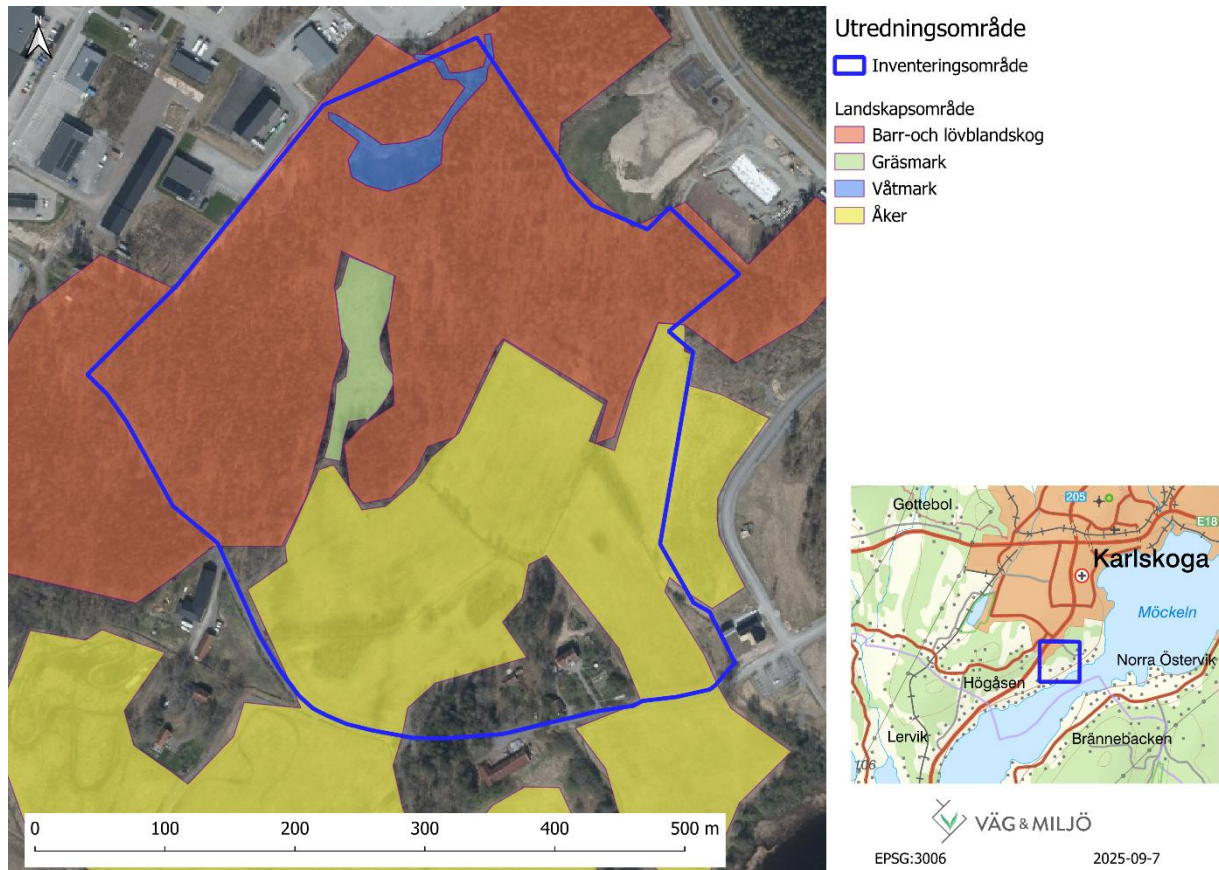 N
Utredningsområde
Inventeringsområde
Landskapsområde
Barr-och lövblandskog
Gräsmark
Våtmark
Åker
Gottebol
205
E18
Karlskoga
Möckeln
Norra Östervik
Högåsen
Lervik
Brännebacken
106
0 100 200 300 400 500 m
VÄG & MILJÖ
EPSG:3006 2025-09-7